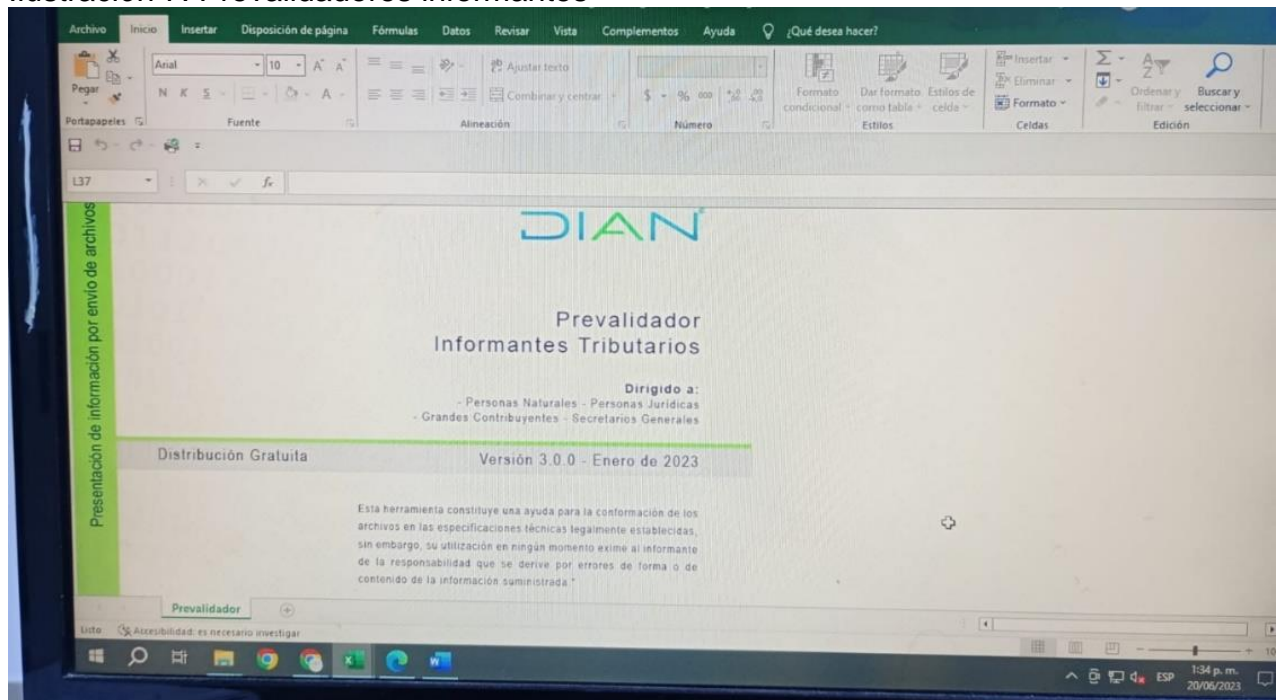 Archivo Inicio Insertar Disposición de página Fórmulas Datos Revisar Vista Complementos Ayuda ¿Qué desea hacer?
Arial 10 Ajustar texto Insertar
Pegar N K S Combinar y centrar $ % 000 Formato condicional Dar formato como tabla Estilos de celda Eliminar Ordenar y filtrar Buscar y seleccionar
Formato
Portapapeles Fuente Alineación Número Estilos Celdas Edición
L37 fx
Presentación de información por envío de archivos
DIAN
Prevalidador
Informantes Tributarios
Dirigido a:
- Personas Naturales - Personas Jurídicas
- Grandes Contribuyentes - Secretarios Generales
Distribución Gratuita Versión 3.0.0 - Enero de 2023
Esta herramienta constituye una ayuda para la conformación de los
archivos en las especificaciones técnicas legalmente establecidas,
sin embargo, su utilización en ningún momento exime al informante
de la responsabilidad que se derive por errores de forma o de
contenido de la información suministrada."
Prevalidador
Listo Accesibilidad: es necesario investigar
ESP 1:34 p. m.
20/06/2023